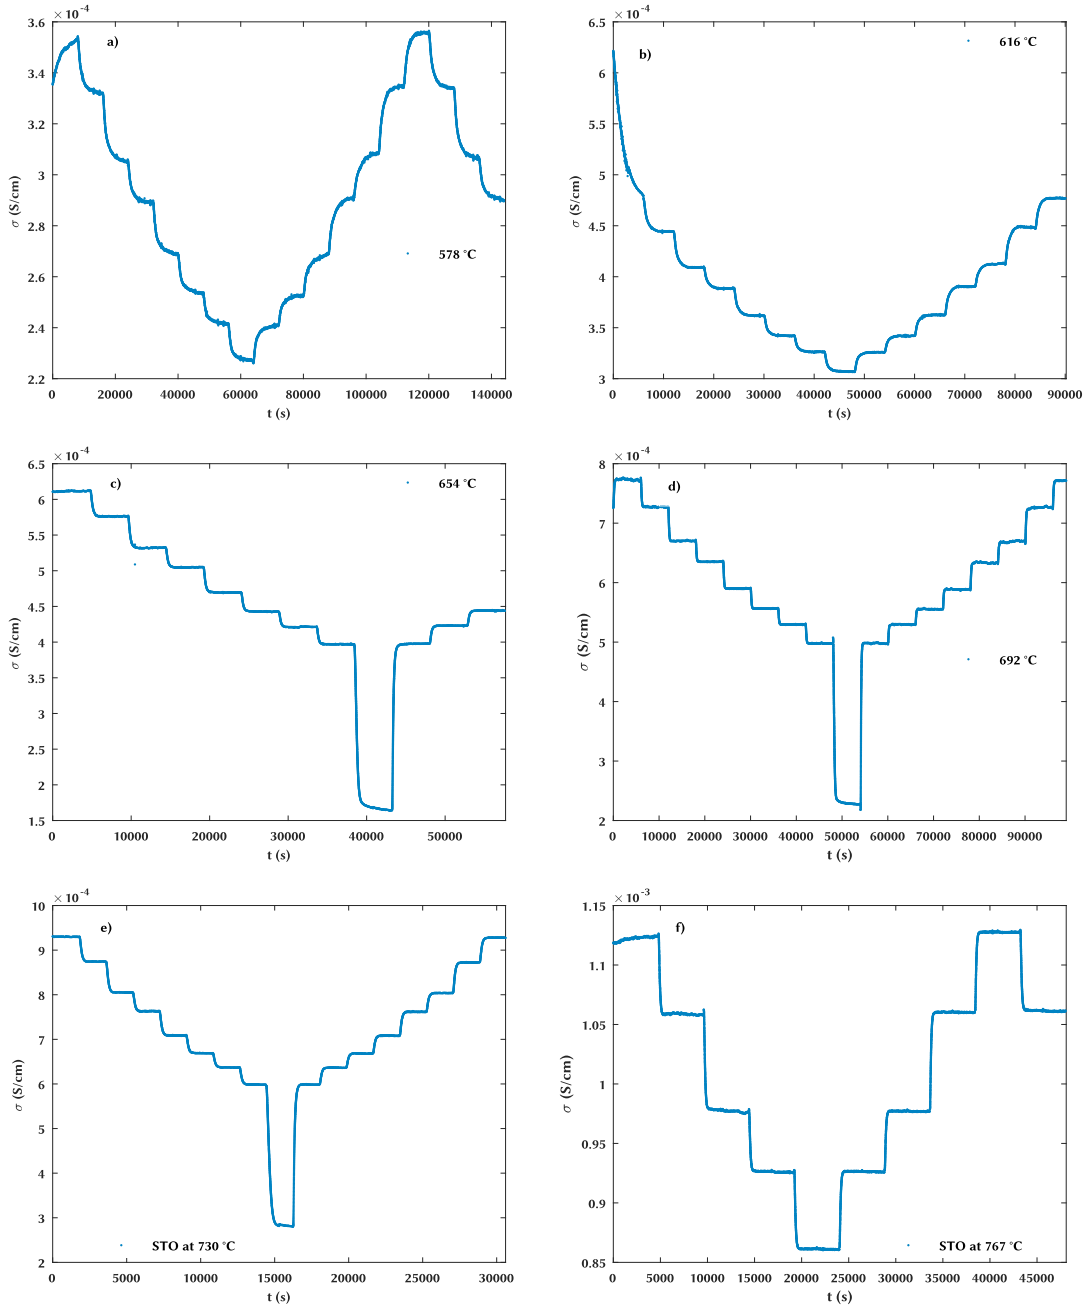 ×10⁻⁴
a)
3.6
3.4
3.2
3
2.8
2.6
2.4
2.2
σ (S/cm)
578 °C
0 20000 40000 60000 80000 100000 120000 140000
t (s)
×10⁻⁴
b)
616 °C
6.5
6
5.5
5
4.5
4
3.5
3
σ (S/cm)
0 10000 20000 30000 40000 50000 60000 70000 80000 90000
t (s)
×10⁻⁴
c)
654 °C
6.5
6
5.5
5
4.5
4
3.5
3
2.5
2
1.5
σ (S/cm)
0 10000 20000 30000 40000 50000
t (s)
×10⁻⁴
d)
8
7
6
5
4
3
2
σ (S/cm)
692 °C
0 10000 20000 30000 40000 50000 60000 70000 80000 90000
t (s)
×10⁻⁴
e)
10
9
8
7
6
5
4
3
2
σ (S/cm)
STO at 730 °C
0 5000 10000 15000 20000 25000 30000
t (s)
×10⁻³
f)
1.15
1.1
1.05
1
0.95
0.9
0.85
σ (S/cm)
STO at 767 °C
0 5000 10000 15000 20000 25000 30000 35000 40000 45000
t (s)